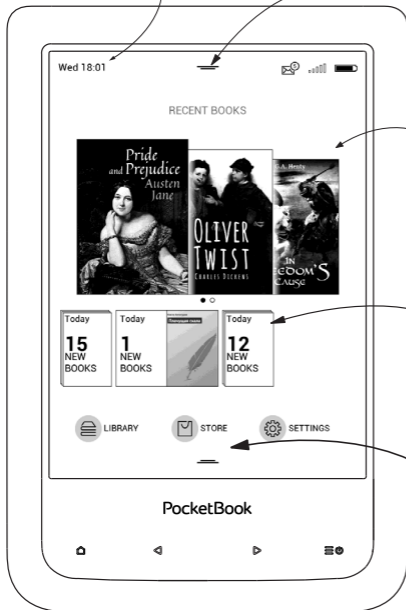 Wed 18:01
RECENT BOOKS
Pride
and Prejudice
Austen
Jane
OLIVER
TWIST
CHARLES DICKENS
G.A. Henty
IN
FREEDOM'S
CAUSE
Today
15
NEW
BOOKS
Today
1
NEW
BOOKS
Today
12
NEW
BOOKS
LIBRARY
STORE
SETTINGS
PocketBook